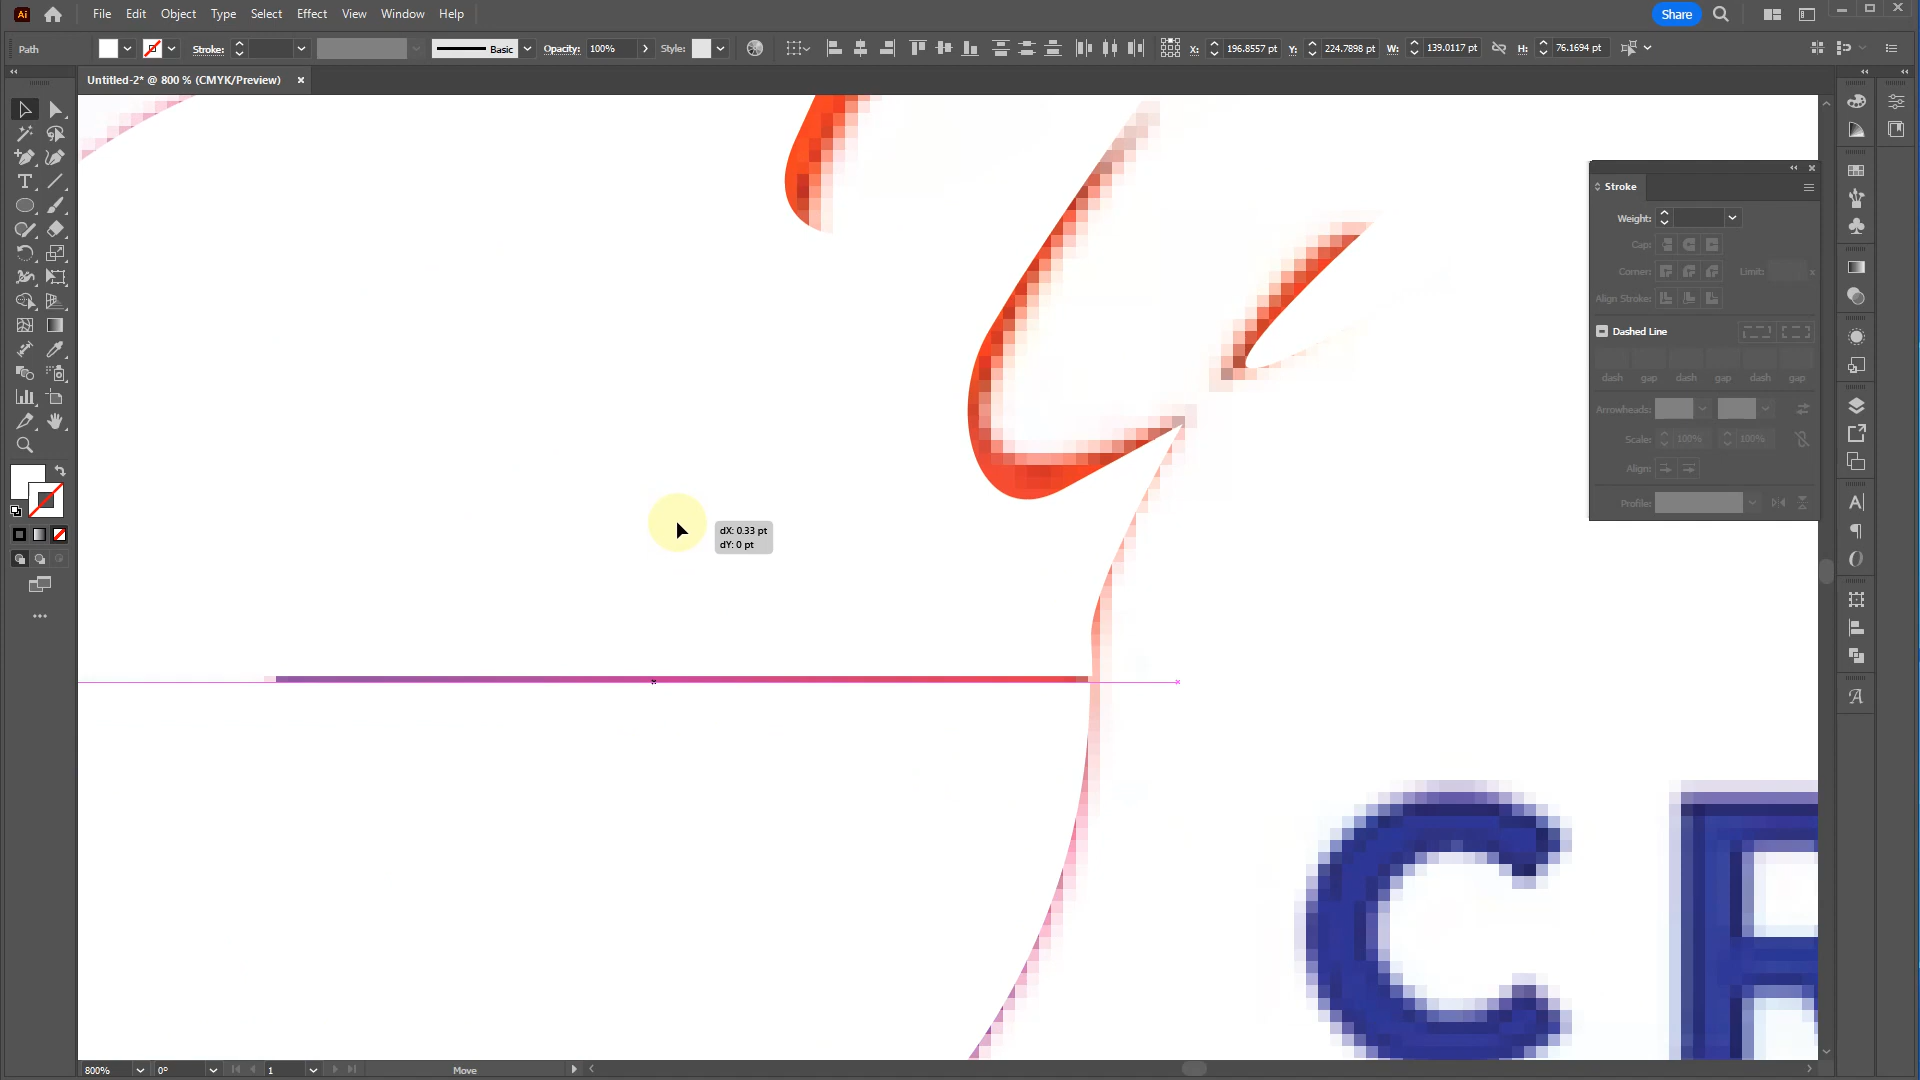 Ai File Edit Object Type Select Effect View Window Help Share
Path Stroke: Basic Opacity: 100% Style: X: 196.8557 pt Y: 224.7898 pt W: 139.0117 pt H: 76.1694 pt
Untitled-2* @ 800 % (CMYK/Preview) ×
Stroke
Weight:
Cap:
Corner: Limit: x
Align Stroke:
Dashed Line
dash gap dash gap dash gap
Arrowheads:
Scale: 100% 100%
Align:
Profile:
dX: 0.33 pt
dY: 0 pt
C R
800% 0° 1 Move